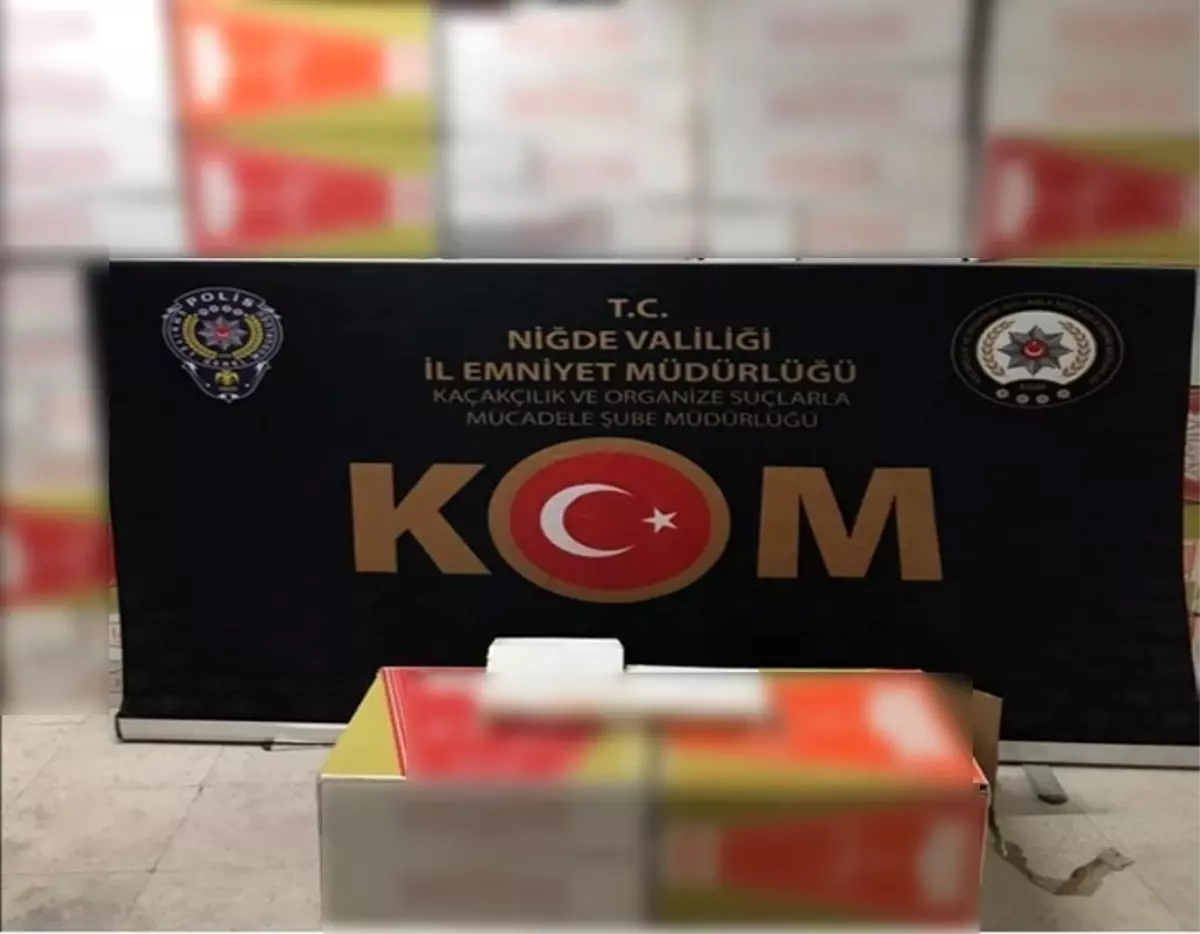 POLİS
T.C.
NİĞDE VALİLİĞİ
İL EMNİYET MÜDÜRLÜĞÜ
KAÇAKÇILIK VE ORGANİZE SUÇLARLA
MÜCADELE ŞUBE MÜDÜRLÜĞÜ
KOM